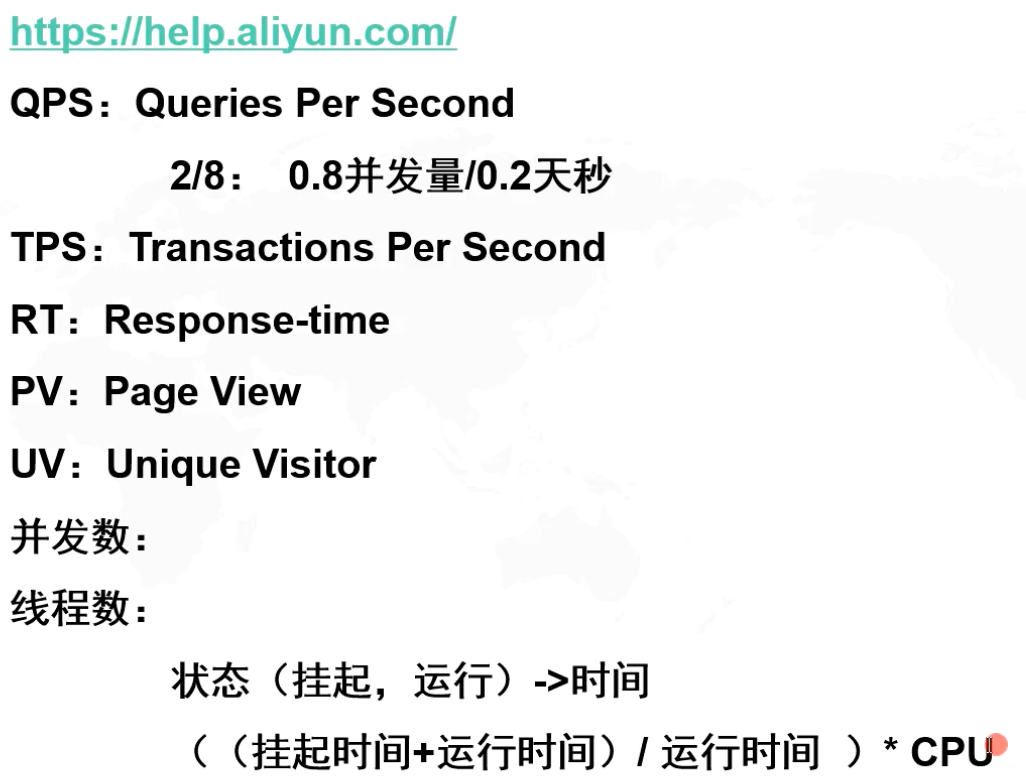 https://help.aliyun.com/
QPS：Queries Per Second
2/8： 0.8并发量/0.2天秒
TPS：Transactions Per Second
RT：Response-time
PV：Page View
UV：Unique Visitor
并发数：
线程数：
状态（挂起，运行）->时间
（（挂起时间+运行时间）/ 运行时间 ）* CPU